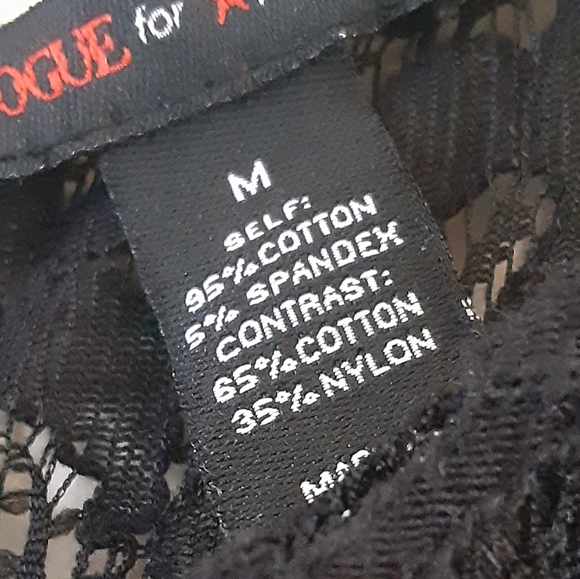 OGUE for
M
SELF:
95%COTTON
5% SPANDEX
CONTRAST:
65%COTTON
35%NYLON